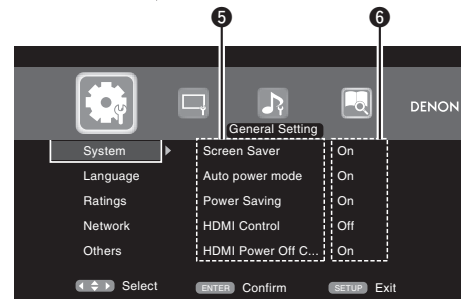 5 6
DENON
General Setting
System Screen Saver On
Language Auto power mode On
Ratings Power Saving On
Network HDMI Control Off
Others HDMI Power Off C... On
Select ENTER Confirm SETUP Exit